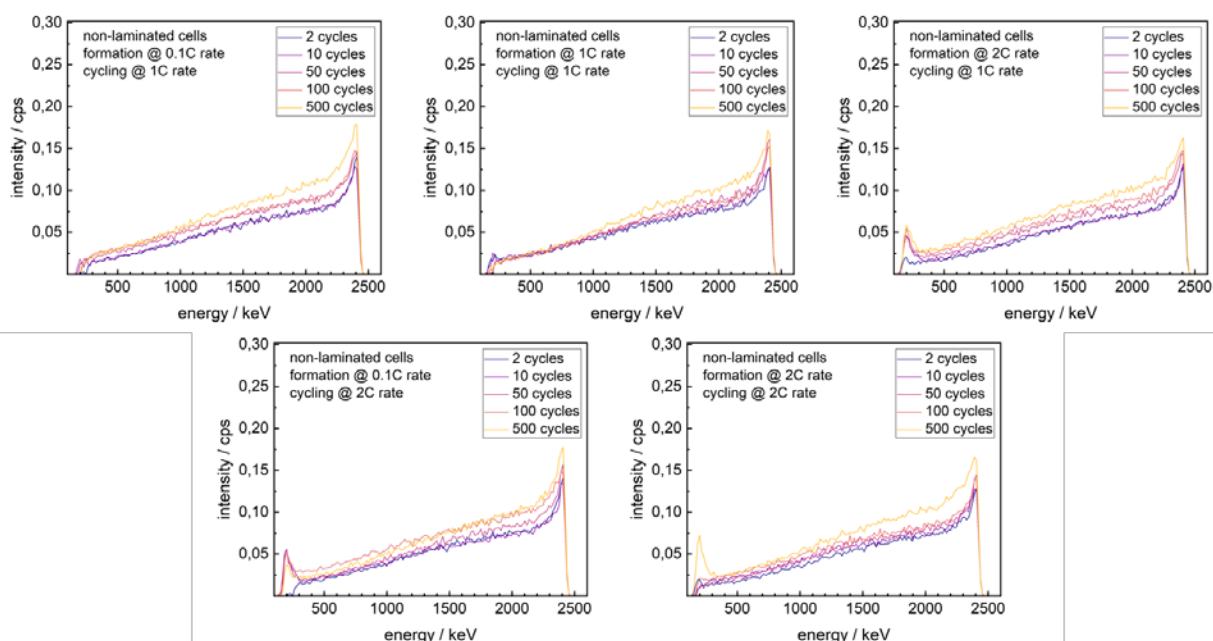 0,30
0,25
0,20
0,15
0,10
0,05
intensity / cps
non-laminated cells
formation @ 0.1C rate
cycling @ 1C rate
2 cycles
10 cycles
50 cycles
100 cycles
500 cycles
500 1000 1500 2000 2500
energy / keV
0,30
0,25
0,20
0,15
0,10
0,05
intensity / cps
non-laminated cells
formation @ 1C rate
cycling @ 1C rate
2 cycles
10 cycles
50 cycles
100 cycles
500 cycles
500 1000 1500 2000 2500
energy / keV
0,30
0,25
0,20
0,15
0,10
0,05
intensity / cps
non-laminated cells
formation @ 2C rate
cycling @ 1C rate
2 cycles
10 cycles
50 cycles
100 cycles
500 cycles
500 1000 1500 2000 2500
energy / keV
0,30
0,25
0,20
0,15
0,10
0,05
intensity / cps
non-laminated cells
formation @ 0.1C rate
cycling @ 2C rate
2 cycles
10 cycles
50 cycles
100 cycles
500 cycles
500 1000 1500 2000 2500
energy / keV
0,30
0,25
0,20
0,15
0,10
0,05
intensity / cps
non-laminated cells
formation @ 2C rate
cycling @ 2C rate
2 cycles
10 cycles
50 cycles
100 cycles
500 cycles
500 1000 1500 2000 2500
energy / keV